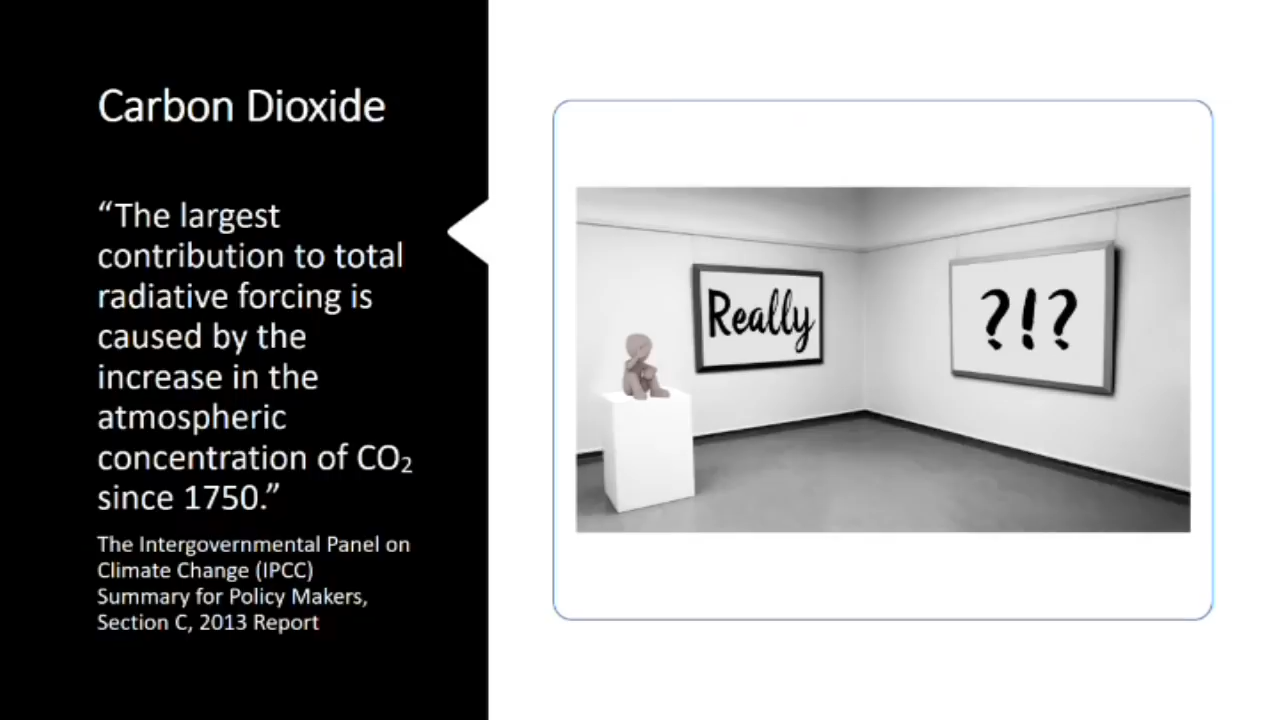 Carbon Dioxide
“The largest
contribution to total
radiative forcing is
caused by the
increase in the
atmospheric
concentration of CO₂
since 1750.”
The Intergovernmental Panel on
Climate Change (IPCC)
Summary for Policy Makers,
Section C, 2013 Report
Really
?!?